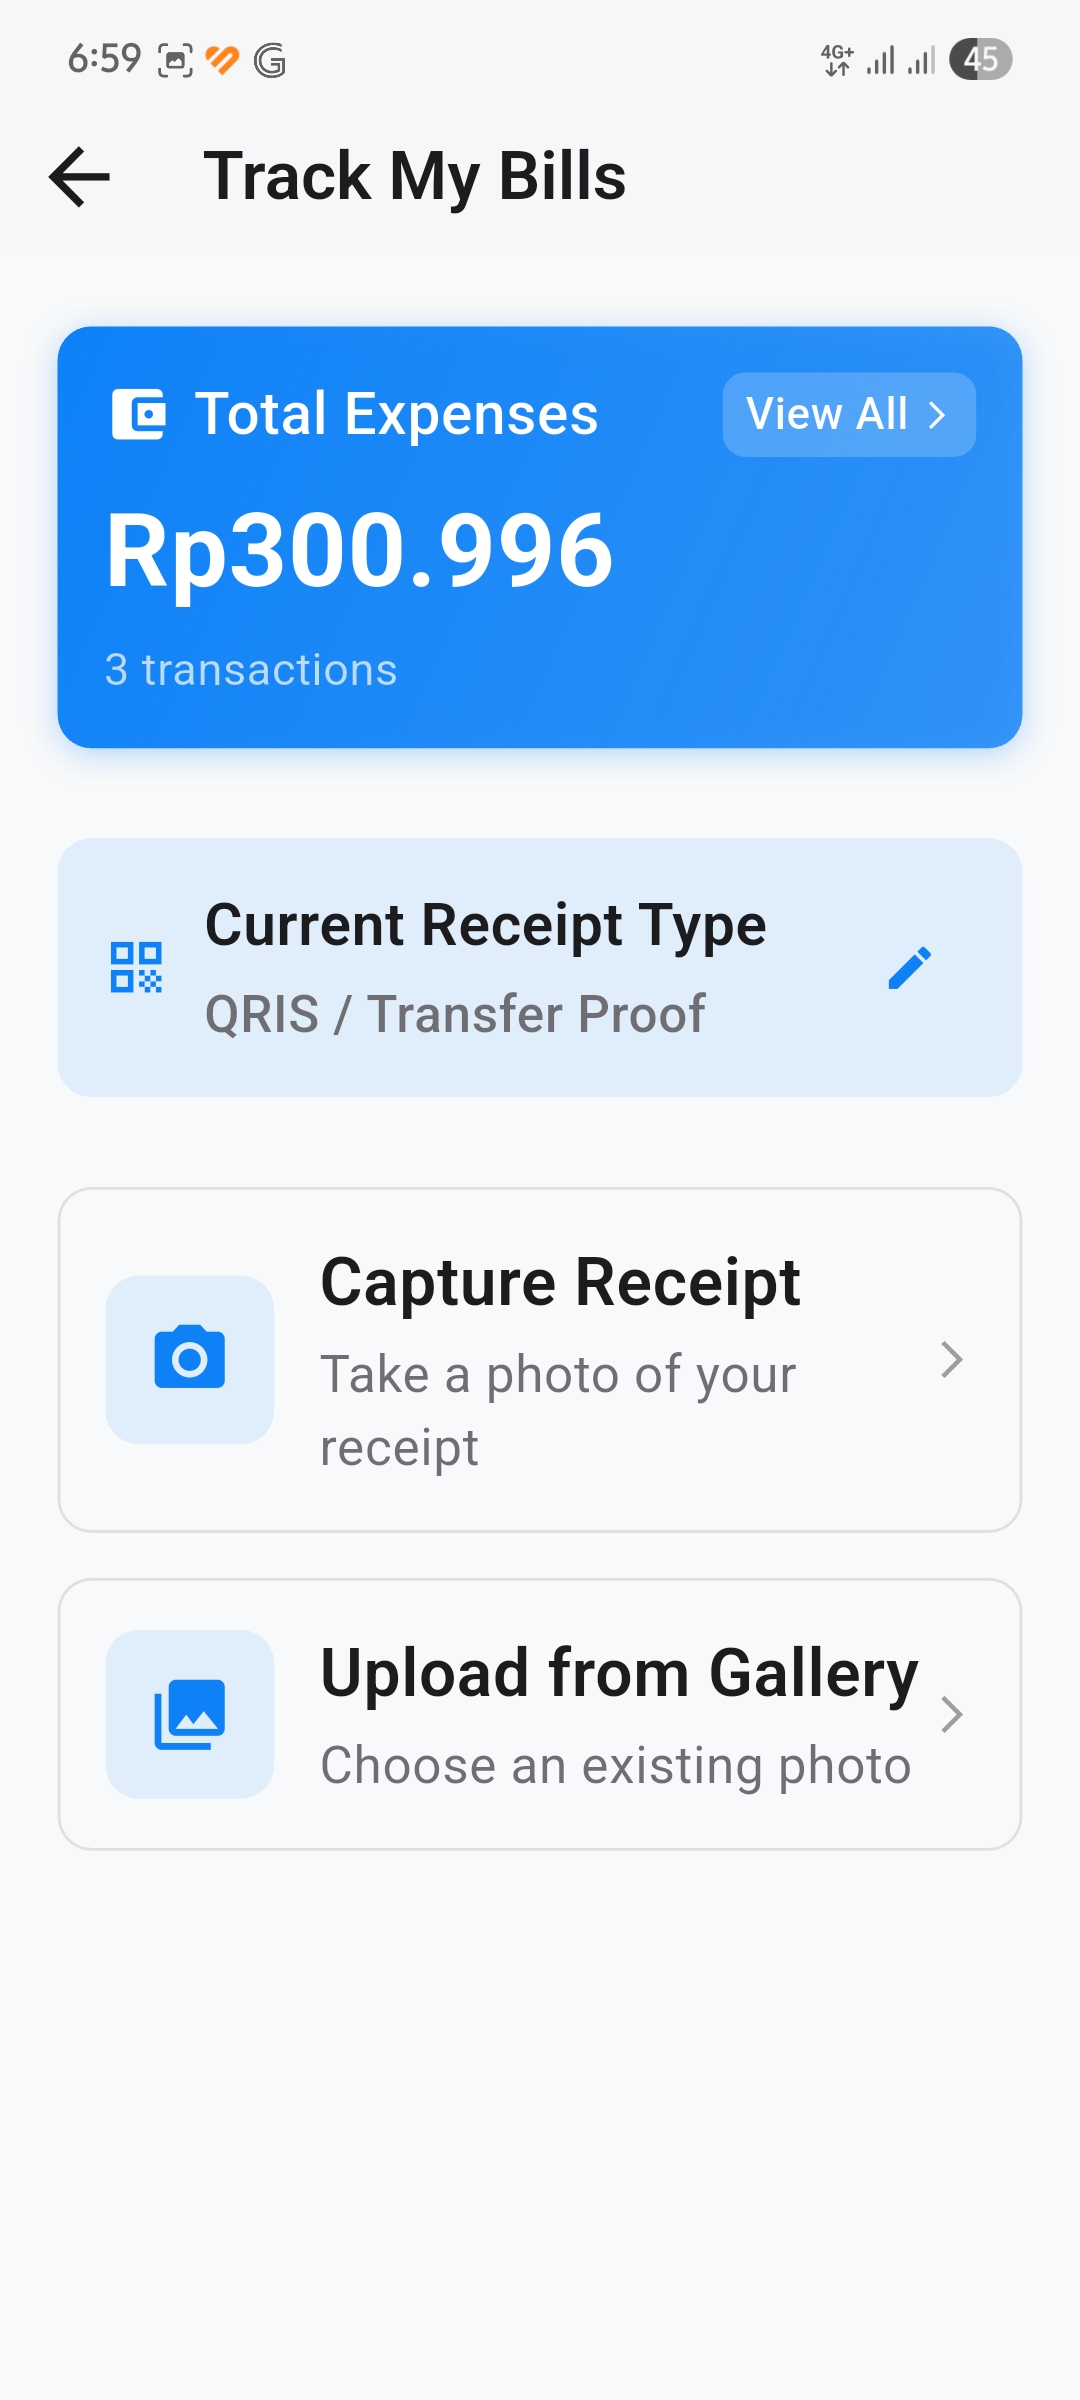 6:59
4G+
45
Track My Bills
Total Expenses
View All
Rp300.996
3 transactions
Current Receipt Type
QRIS / Transfer Proof
Capture Receipt
Take a photo of your
receipt
Upload from Gallery
Choose an existing photo